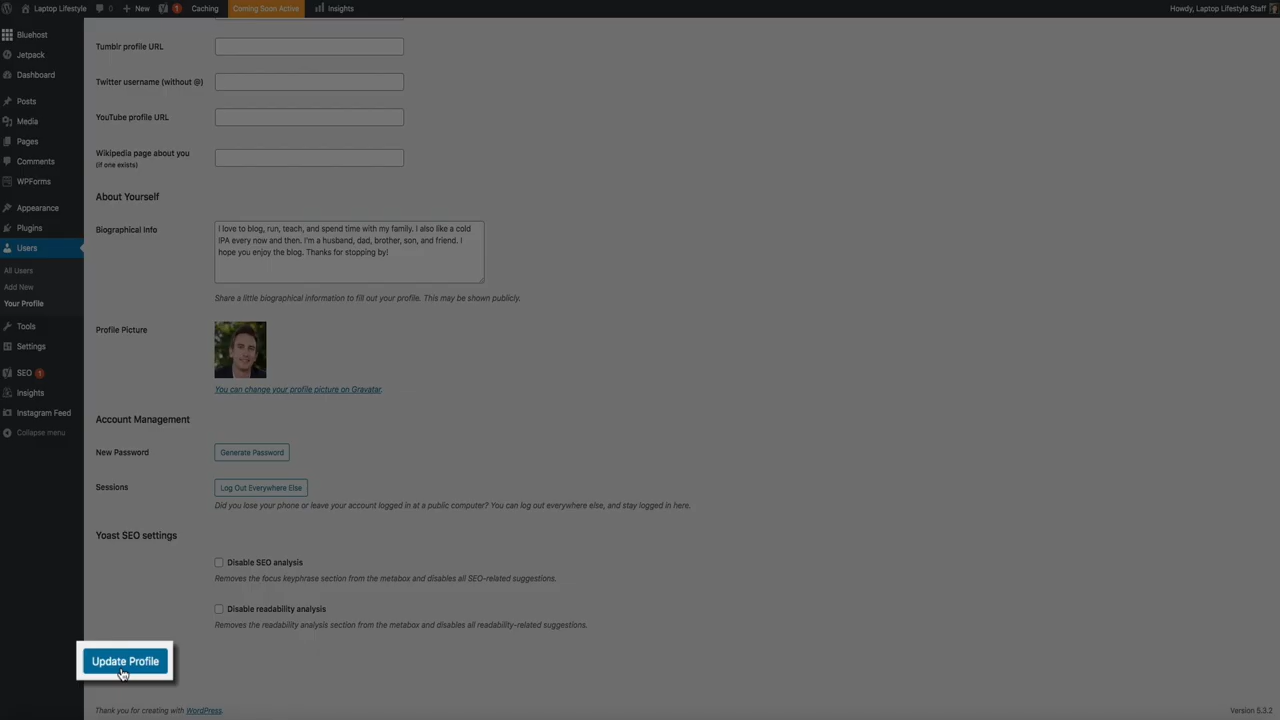 Laptop Lifestyle 0 + New 1 Caching Coming Soon Active Insights Howdy, Laptop Lifestyle Staff
Bluehost
Jetpack
Dashboard
Posts
Media
Pages
Comments
WPForms
Appearance
Plugins
Users
All Users
Add New
Your Profile
Tools
Settings
SEO 1
Insights
Instagram Feed
Collapse menu
Tumblr profile URL
Twitter username (without @)
YouTube profile URL
Wikipedia page about you
(if one exists)
About Yourself
Biographical Info
I love to blog, run, teach, and spend time with my family. I also like a cold
IPA every now and then. I'm a husband, dad, brother, son, and friend. I
hope you enjoy the blog. Thanks for stopping by!
Share a little biographical information to fill out your profile. This may be shown publicly.
Profile Picture
You can change your profile picture on Gravatar.
Account Management
New Password
Generate Password
Sessions
Log Out Everywhere Else
Did you lose your phone or leave your account logged in at a public computer? You can log out everywhere else, and stay logged in here.
Yoast SEO settings
Disable SEO analysis
Removes the focus keyphrase section from the metabox and disables all SEO-related suggestions.
Disable readability analysis
Removes the readability analysis section from the metabox and disables all readability-related suggestions.
Update Profile
Thank you for creating with WordPress.
Version 5.3.2